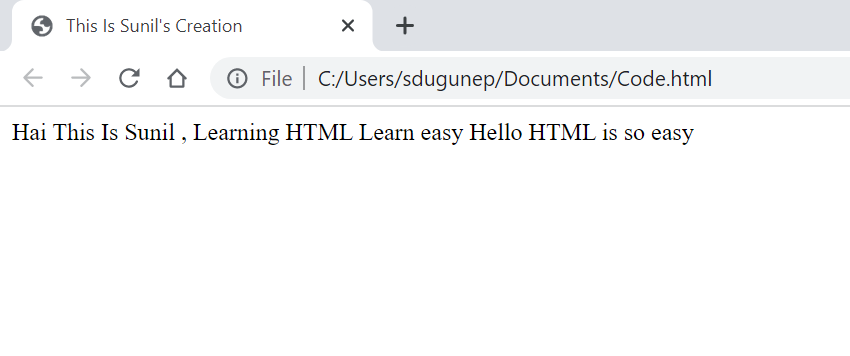 This Is Sunil's Creation
File | C:/Users/sdugunep/Documents/Code.html
Hai This Is Sunil , Learning HTML Learn easy Hello HTML is so easy